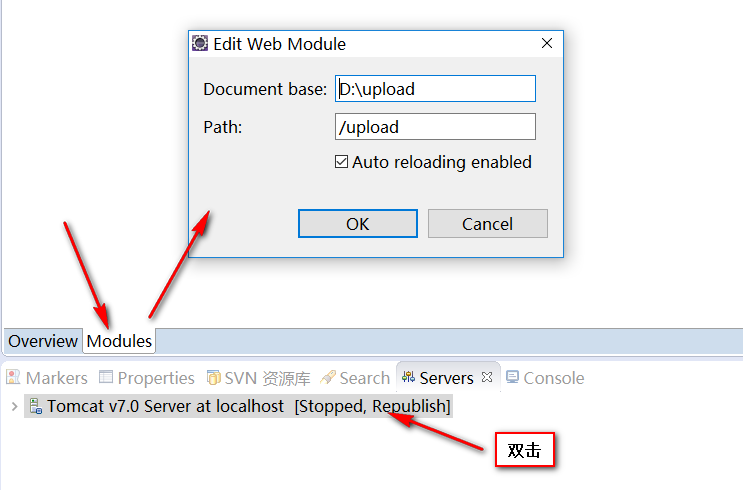 Edit Web Module
Document base: D:\upload
Path: /upload
Auto reloading enabled
OK Cancel
Overview Modules
Markers Properties SVN 资源库 Search Servers Console
Tomcat v7.0 Server at localhost [Stopped, Republish]
双击